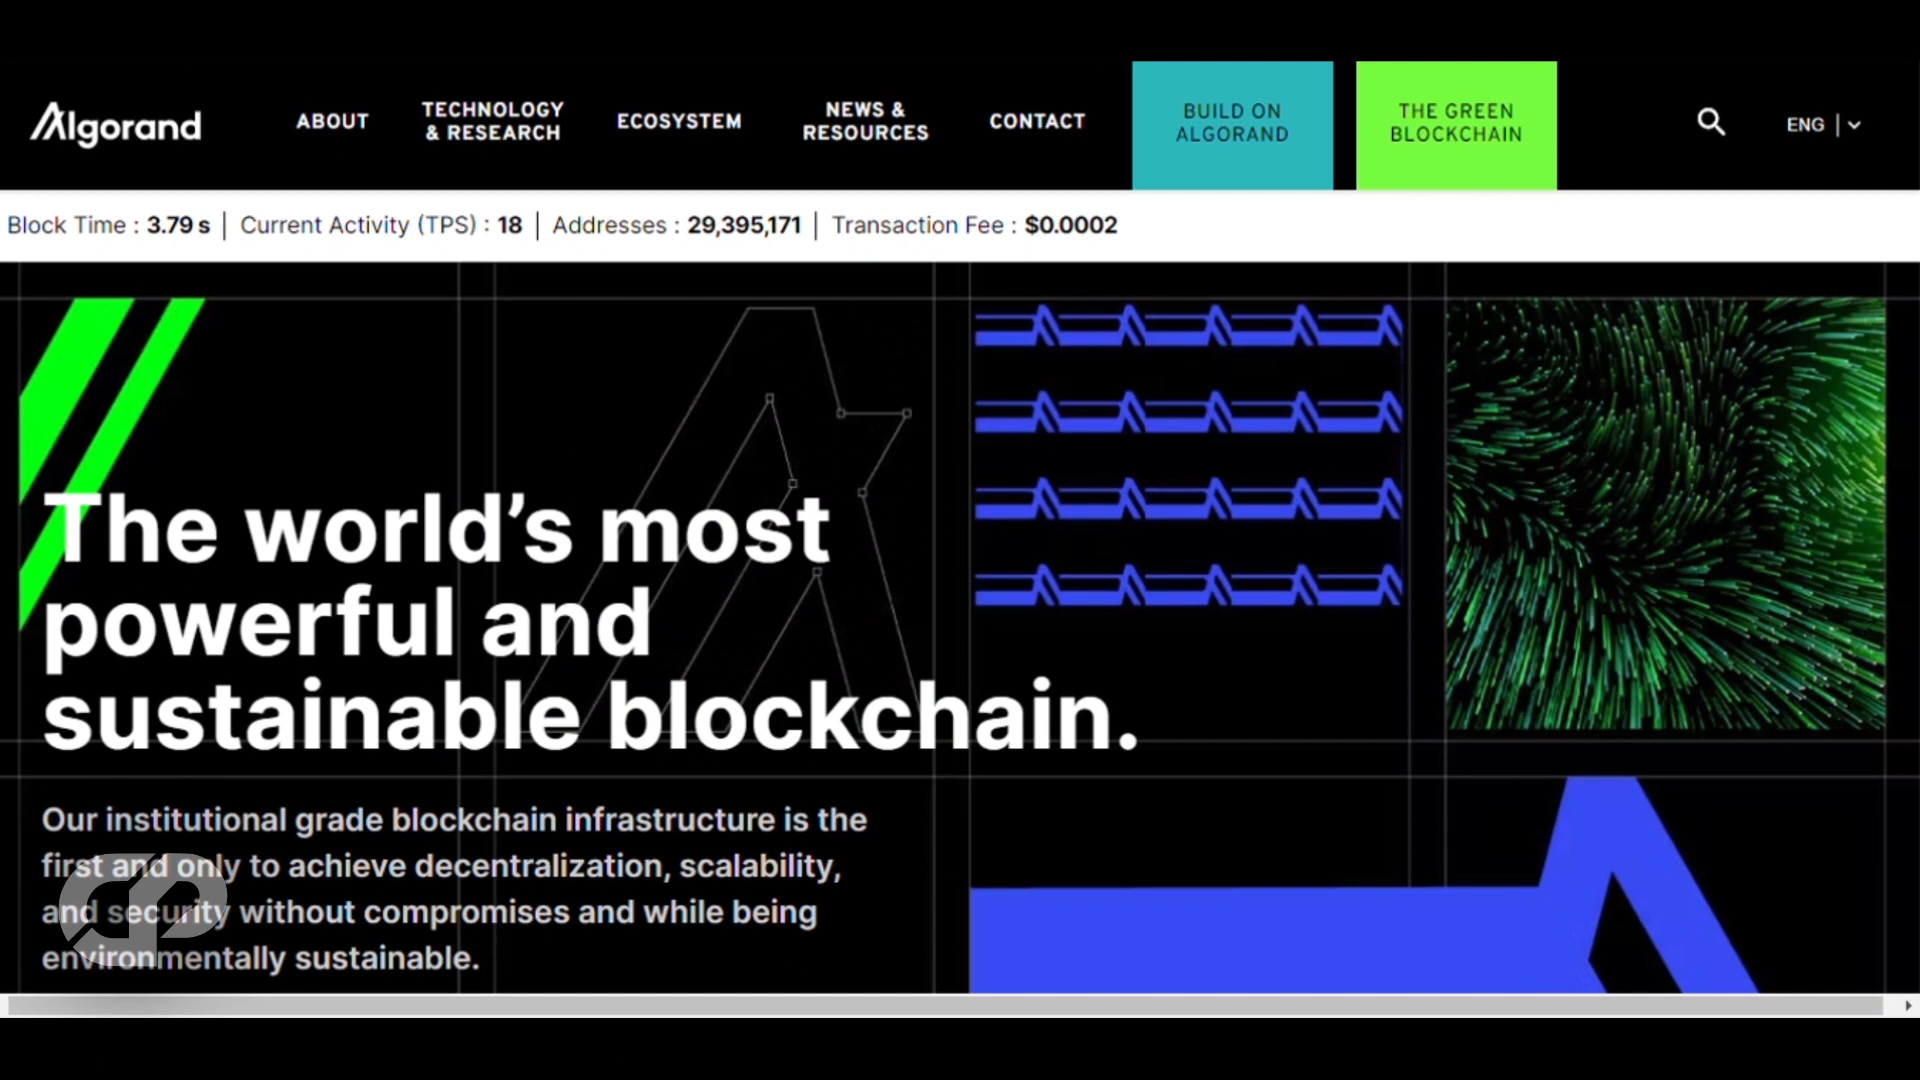 Algorand
ABOUT
TECHNOLOGY
& RESEARCH
ECOSYSTEM
NEWS &
RESOURCES
CONTACT
BUILD ON
ALGORAND
THE GREEN
BLOCKCHAIN
ENG
Block Time : 3.79 s | Current Activity (TPS) : 18 | Addresses : 29,395,171 | Transaction Fee : $0.0002
The world’s most
powerful and
sustainable blockchain.
Our institutional grade blockchain infrastructure is the
first and only to achieve decentralization, scalability,
and security without compromises and while being
environmentally sustainable.